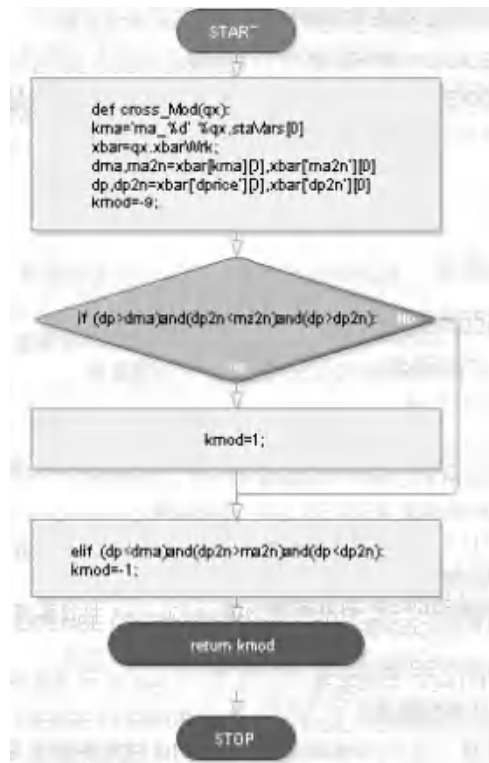 START
def cross_Mod(qx):
kma='ma_%d' %qx.staVars[0]
xbar=qx.xbarWrk;
dma,ma2n=xbar[kma][0],xbar['ma2n'][0]
dp,dp2n=xbar['dprice'][0],xbar['dp2n'][0]
kmod=-9;
if (dp>dma)and(dp2n<ma2n)and(dp>dp2n):
No
kmod=1;
elif (dp<dma)and(dp2n>ma2n)and(dp<dp2n):
kmod=-1;
return kmod
STOP